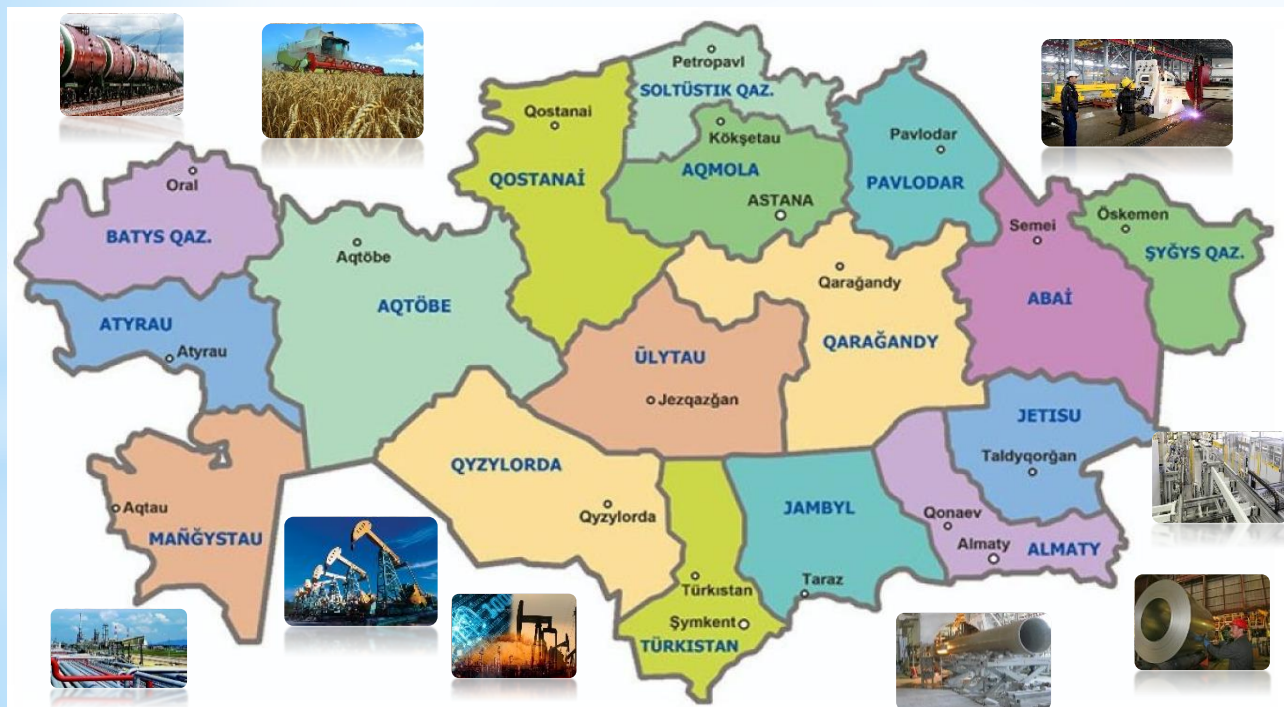 Petropavl
SOLTÜSTIK QAZ.
Qostanai
Kökşetau
Pavlodar
QOSTANAİ
AQMOLA
PAVLODAR
Oral
ASTANA
Öskemen
Semei
BATYS QAZ.
ŞYĞYS QAZ.
Aqtöbe
Qarağandy
AQTÖBE
ABAİ
ATYRAU
Atyrau
ÜLYTAU
QARAĞANDY
Jezqazğan
JETISU
Taldyqorğan
QYZYLORDA
Aqtau
Qyzylorda
JAMBYL
Qonaev
MAÑĞYSTAU
Almaty
ALMATY
Türkıstan
Taraz
Şymkent
TÜRKISTAN